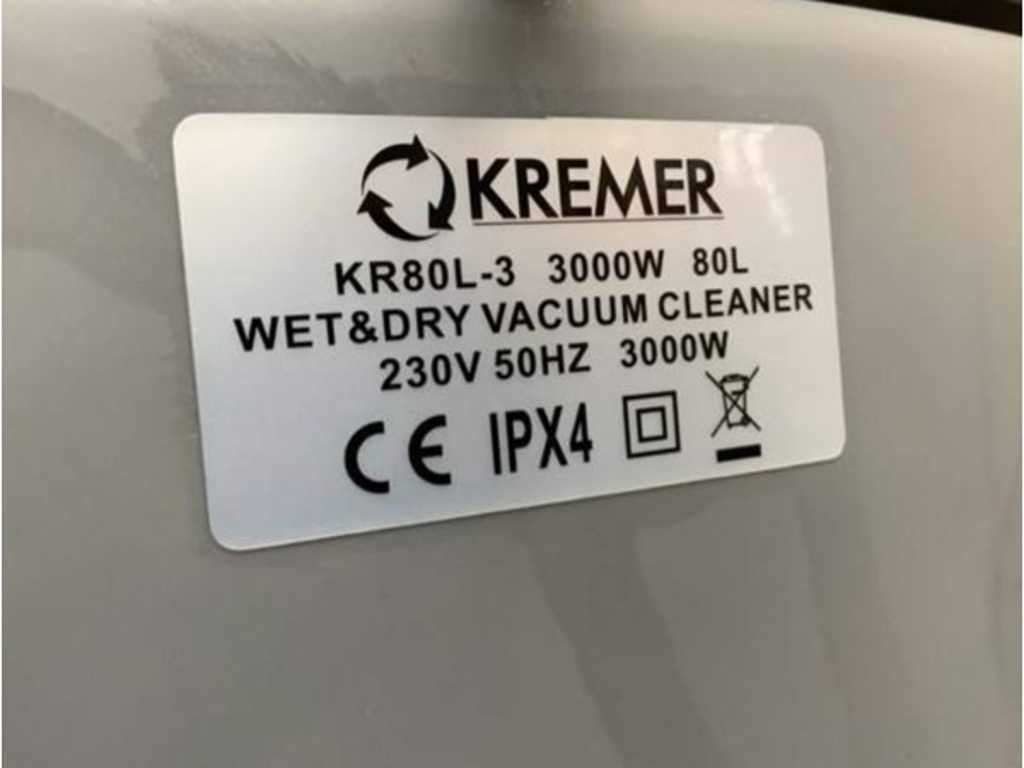 KREMER
KR80L-3 3000W 80L
WET&DRY VACUUM CLEANER
230V 50HZ 3000W
CE IPX4